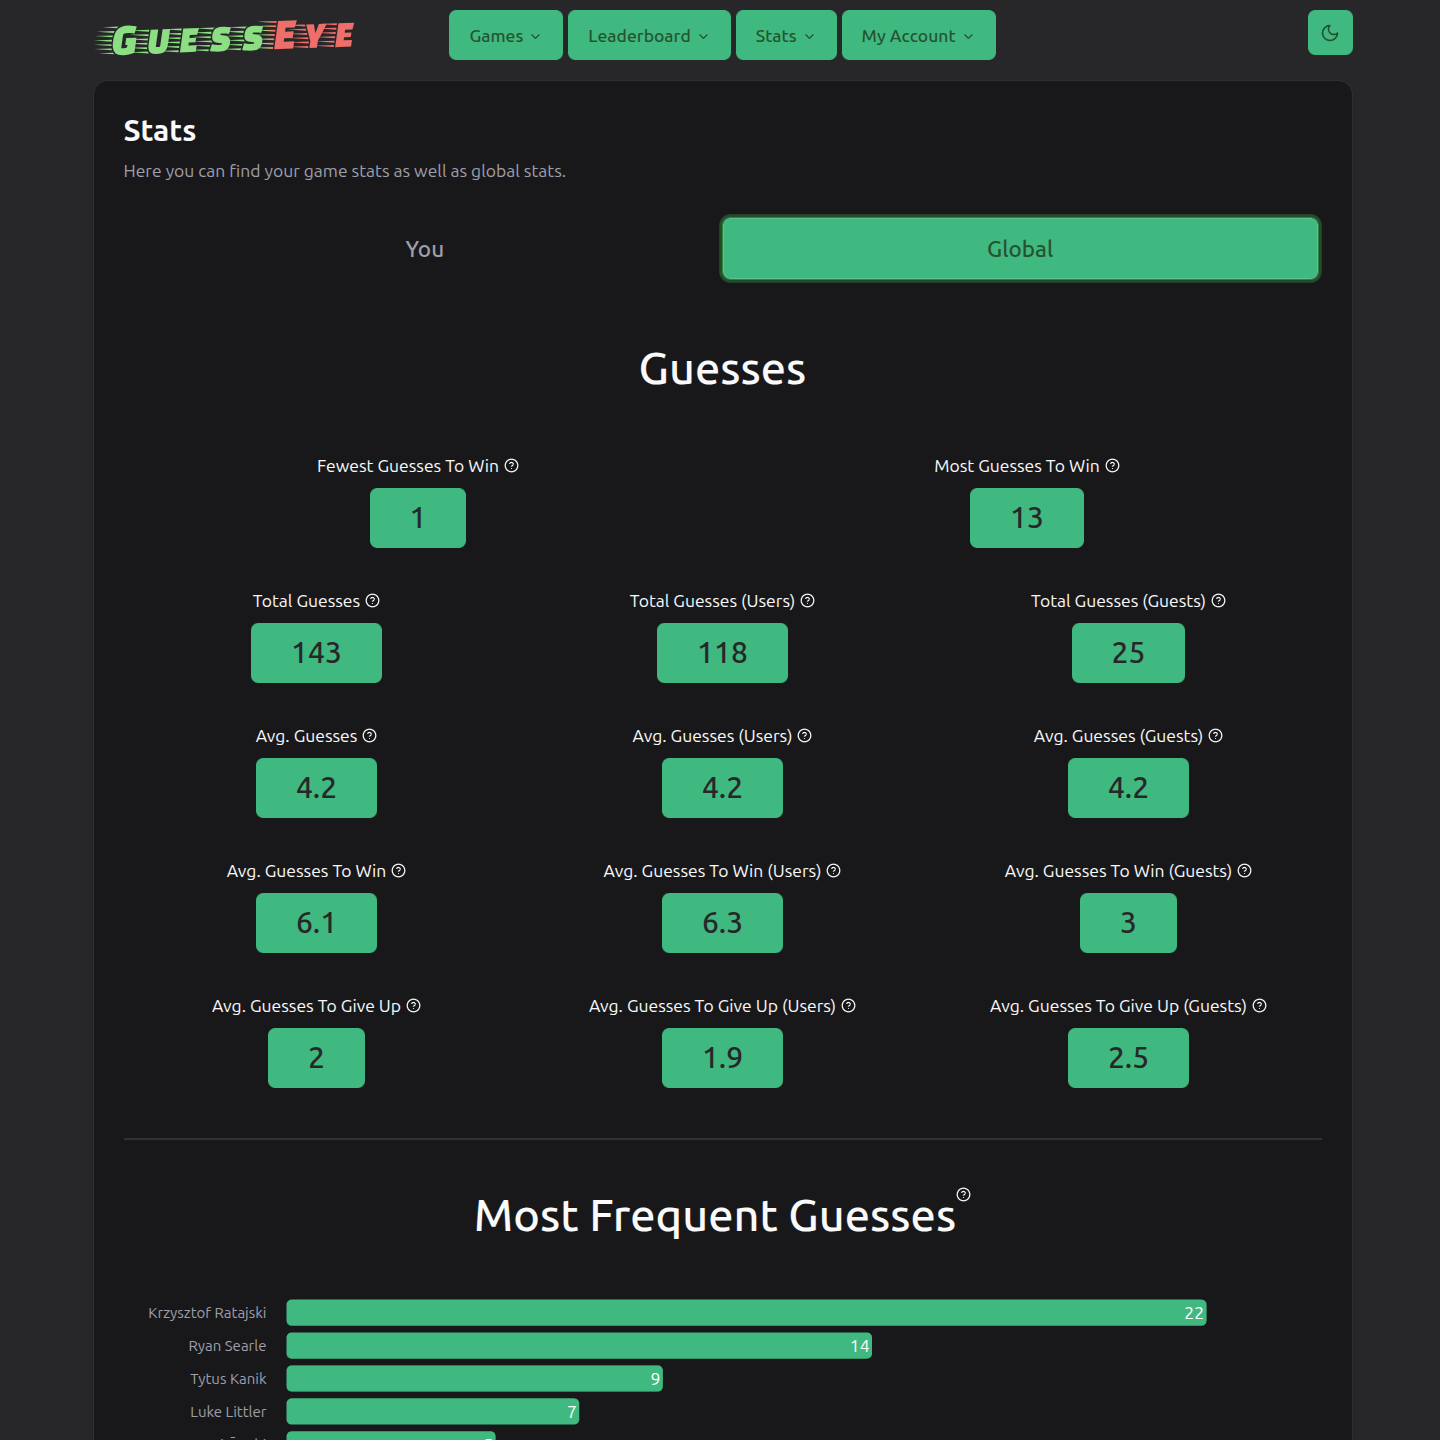 GuessEye
Games
Leaderboard
Stats
My Account
Stats
Here you can find your game stats as well as global stats.
You
Global
Guesses
Fewest Guesses To Win
Most Guesses To Win
1
13
Total Guesses
Total Guesses (Users)
Total Guesses (Guests)
143
118
25
Avg. Guesses
Avg. Guesses (Users)
Avg. Guesses (Guests)
4.2
4.2
4.2
Avg. Guesses To Win
Avg. Guesses To Win (Users)
Avg. Guesses To Win (Guests)
6.1
6.3
3
Avg. Guesses To Give Up
Avg. Guesses To Give Up (Users)
Avg. Guesses To Give Up (Guests)
2
1.9
2.5
Most Frequent Guesses
Krzysztof Ratajski 22
Ryan Searle 14
Tytus Kanik 9
Luke Littler 7